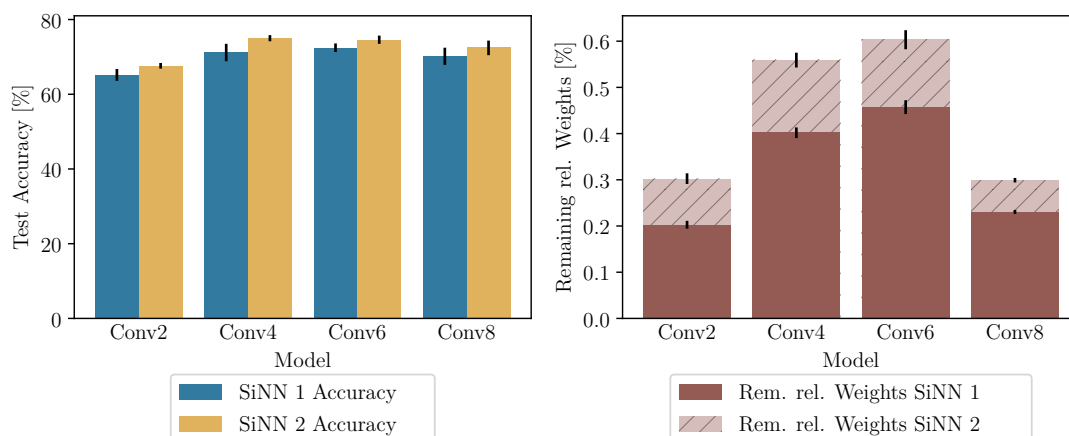 Test Accuracy [%]
80
60
40
20
0
Conv2 Conv4 Conv6 Conv8
Model
SiNN 1 Accuracy
SiNN 2 Accuracy
Remaining rel. Weights [%]
0.6
0.5
0.4
0.3
0.2
0.1
0.0
Conv2 Conv4 Conv6 Conv8
Model
Rem. rel. Weights SiNN 1
Rem. rel. Weights SiNN 2